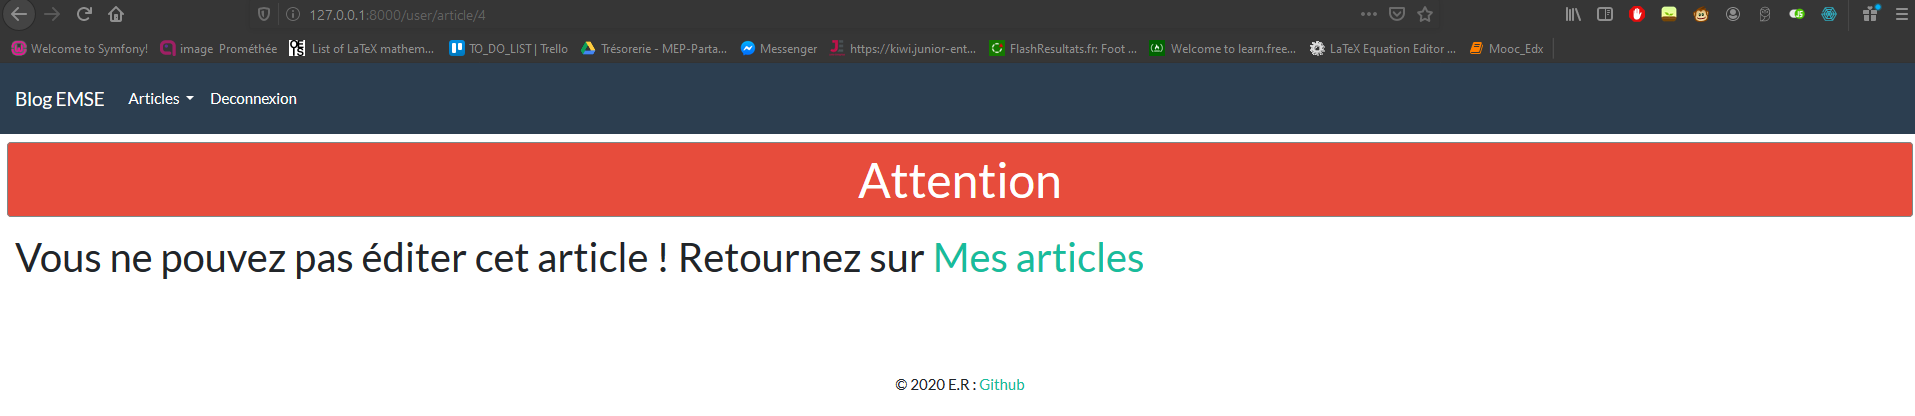 127.0.0.1:8000/user/article/4
Welcome to Symfony! image Prométhée List of LaTeX mathem... TO_DO_LIST | Trello Trésorerie - MEP-Parta... Messenger https://kiwi.junior-ent... FlashResultats.fr: Foot ... Welcome to learn.free... LaTeX Equation Editor ... Mooc_Edx
Blog EMSE Articles Deconnexion
Attention
Vous ne pouvez pas éditer cet article ! Retournez sur Mes articles
© 2020 E.R : Github